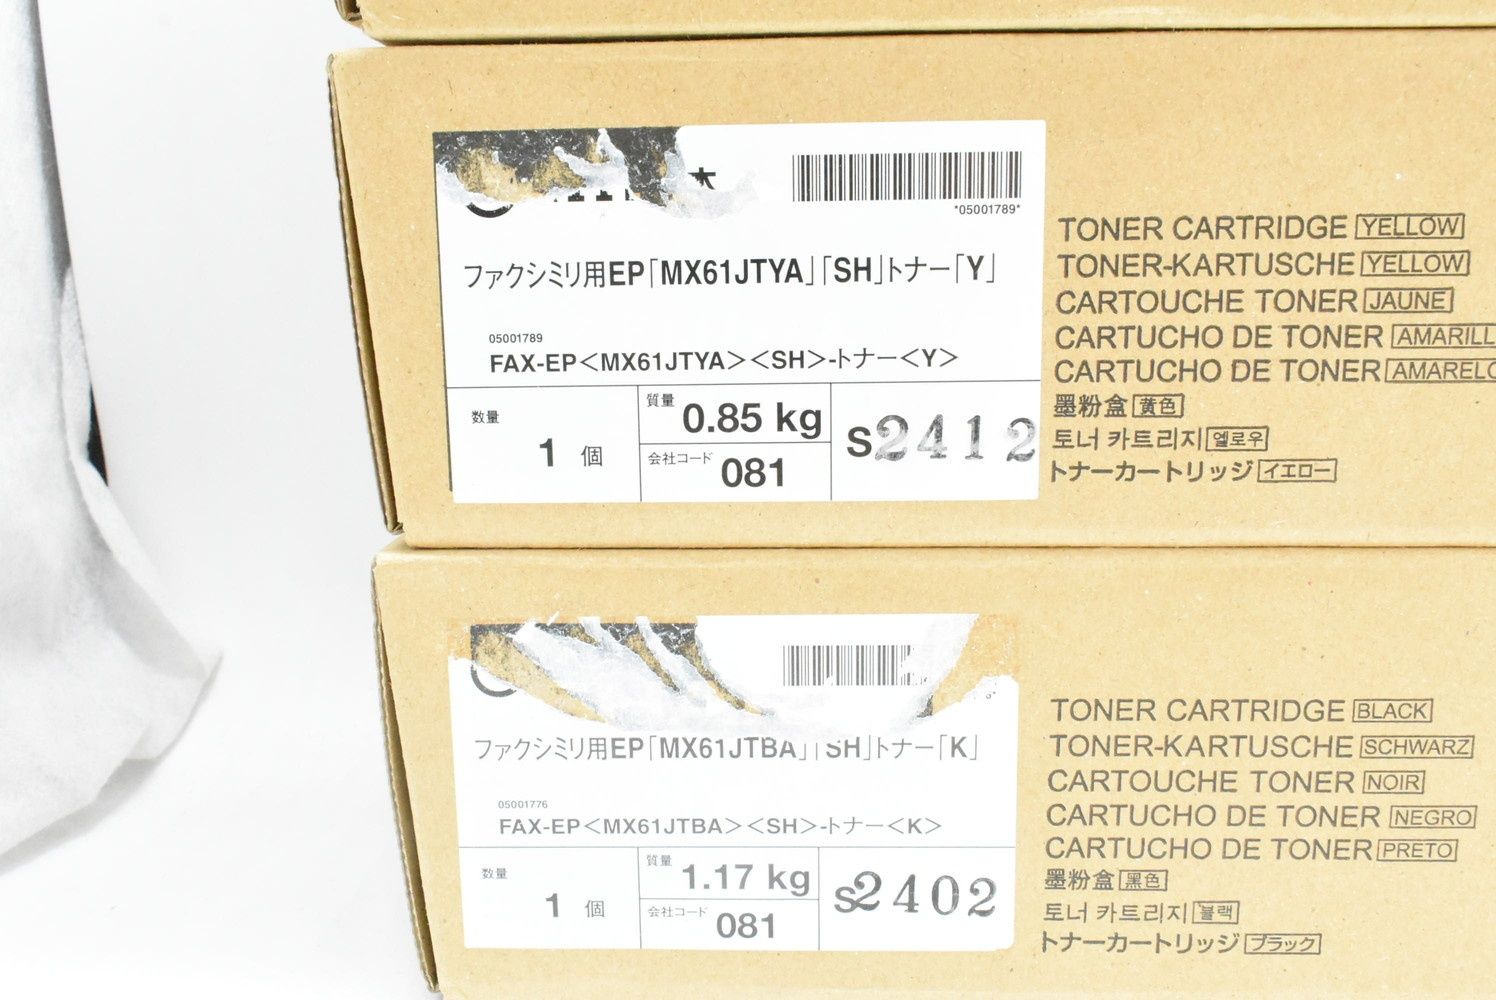 *05001789*
ファクシミリ用EP「MX61JTYA」「SH」トナー「Y」
05001789
FAX-EP<MX61JTYA><SH>-トナー<Y>
数量
1 個
質量
0.85 kg
会社コード
081
S2412
TONER CARTRIDGE YELLOW
TONER-KARTUSCHE YELLOW
CARTOUCHE TONER JAUNE
CARTUCHO DE TONER AMARILL
CARTUCHO DE TONER AMARELO
墨粉盒 黄色
토너 카트리지 옐로우
トナーカートリッジ イエロー
ファクシミリ用EP「MX61JTBA」「SH」トナー「K」
05001776
FAX-EP<MX61JTBA><SH>-トナー<K>
数量
1 個
質量
1.17 kg
会社コード
081
S2402
TONER CARTRIDGE BLACK
TONER-KARTUSCHE SCHWARZ
CARTOUCHE TONER NOIR
CARTUCHO DE TONER NEGRO
CARTUCHO DE TONER PRETO
墨粉盒 黑色
토너 카트리지 블랙
トナーカートリッジ ブラック